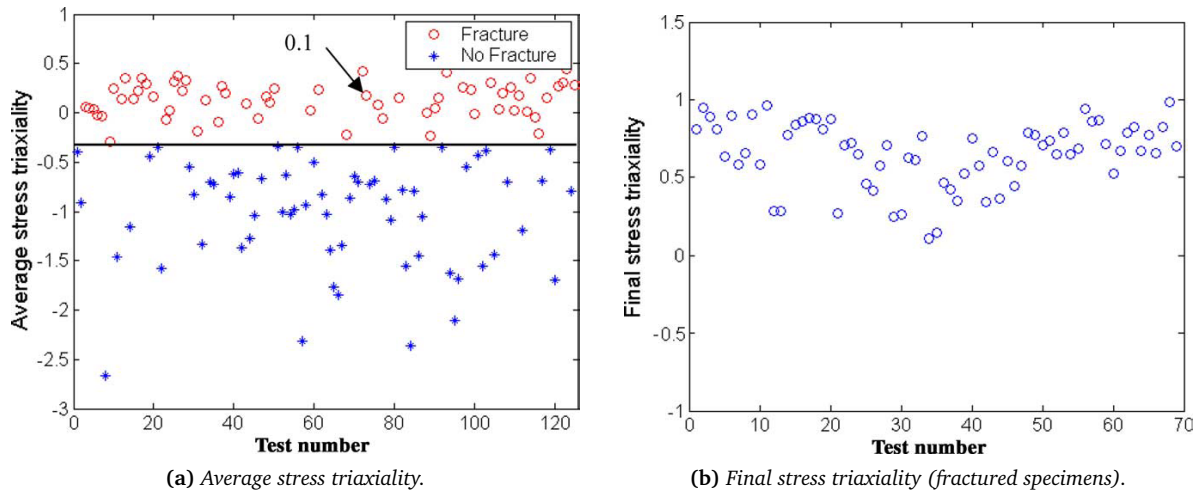 1
0.5
0
-0.5
-1
-1.5
-2
-2.5
-3
Average stress triaxiality
0.1
Fracture
No Fracture
0 20 40 60 80 100 120
Test number
(a) Average stress triaxiality.
1.5
1
0.5
0
0.5
-1
Final stress triaxiality
0 10 20 30 40 50 60 70
Test number
(b) Final stress triaxiality (fractured specimens).